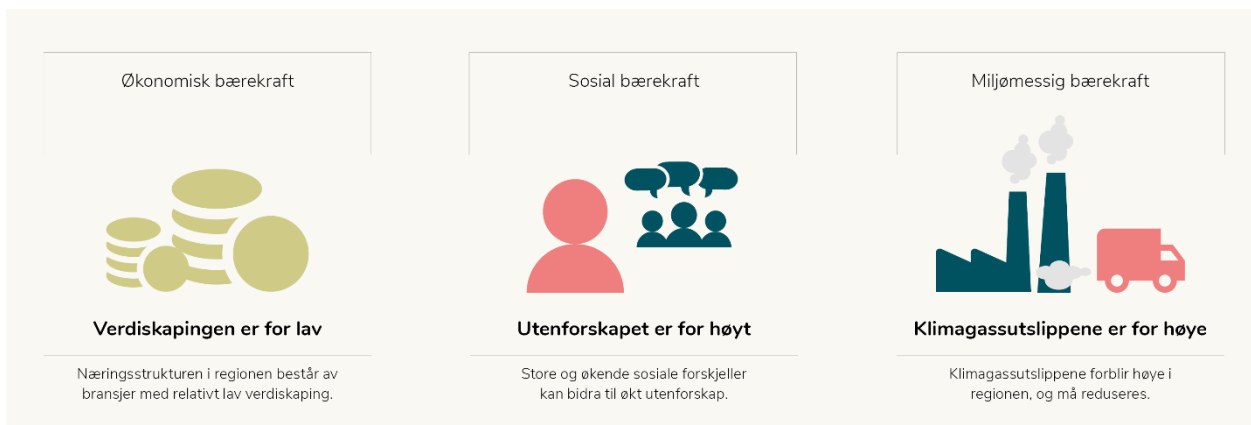 Økonomisk bærekraft
Verdiskapingen er for lav
Næringsstrukturen i regionen består av
bransjer med relativt lav verdiskaping.
Sosial bærekraft
Utenforskapet er for høyt
Store og økende sosiale forskjeller
kan bidra til økt utenforskap.
Miljømessig bærekraft
Klimagassutslippene er for høye
Klimagassutslippene forblir høye i
regionen, og må reduseres.